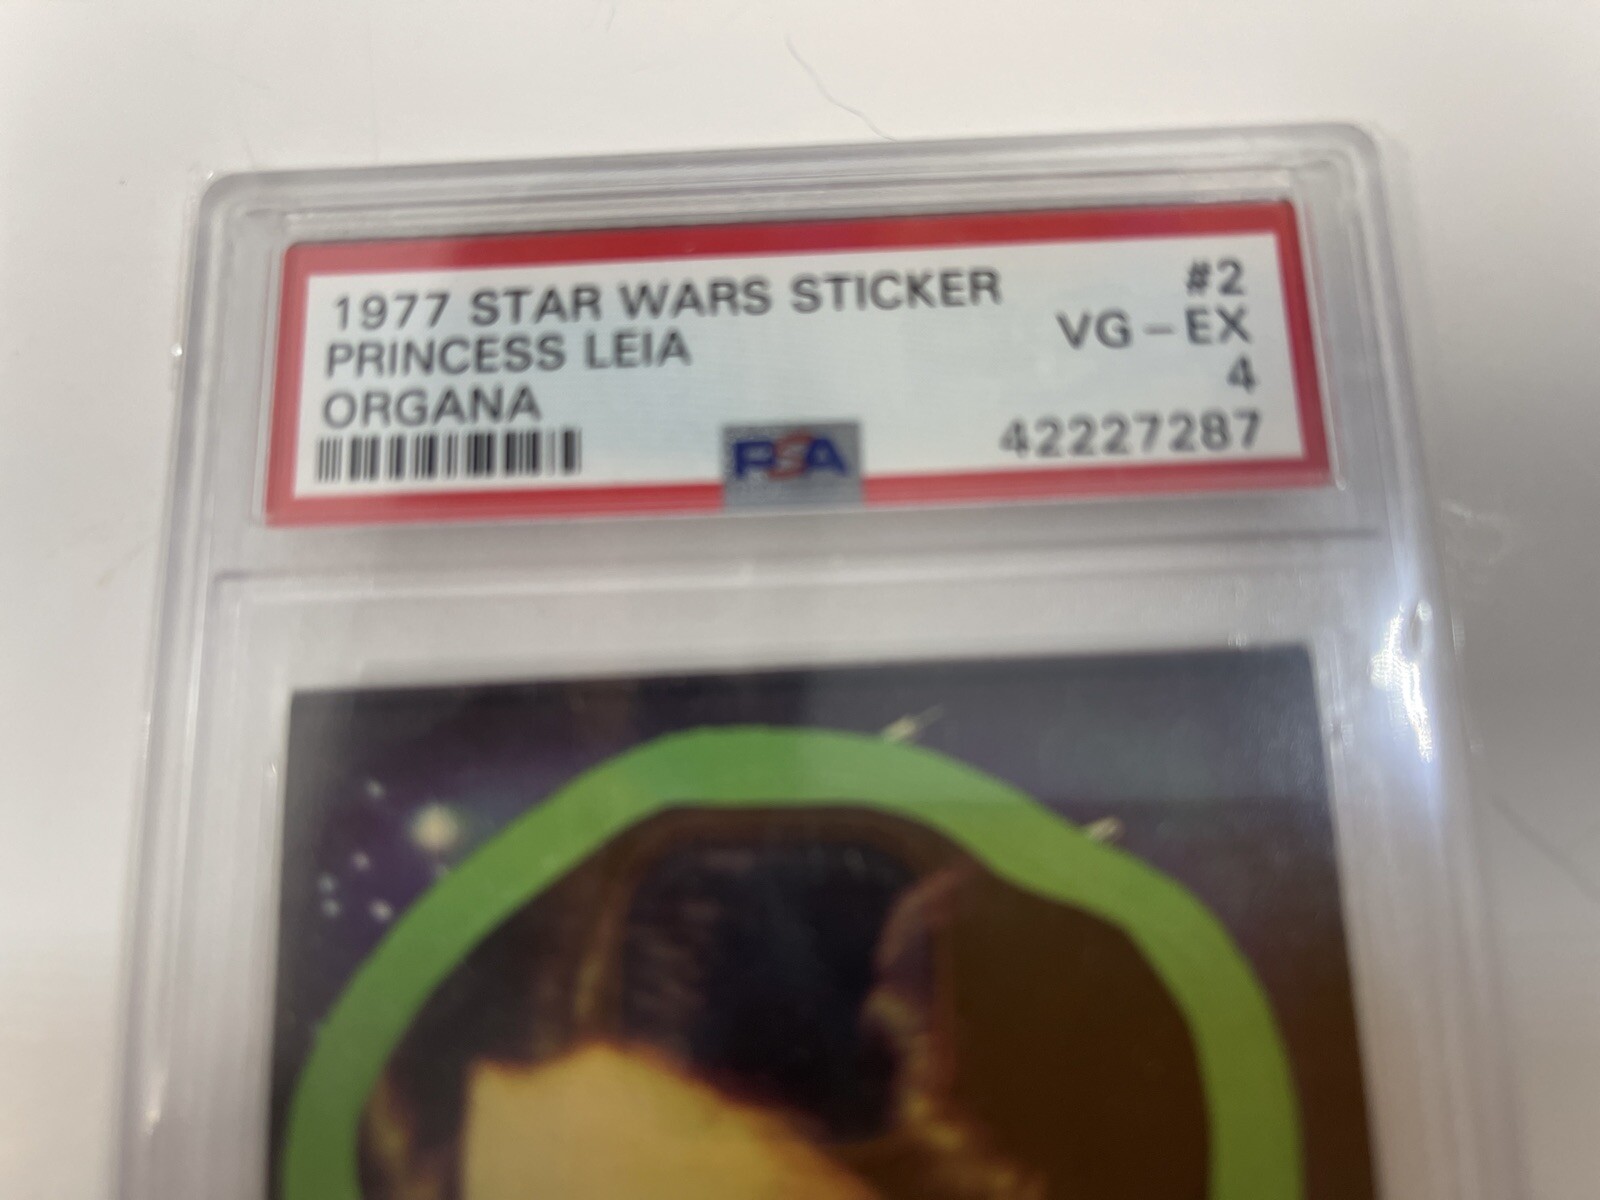 1977 STAR WARS STICKER #2
PRINCESS LEIA VG - EX
ORGANA 4
PSA 42227287